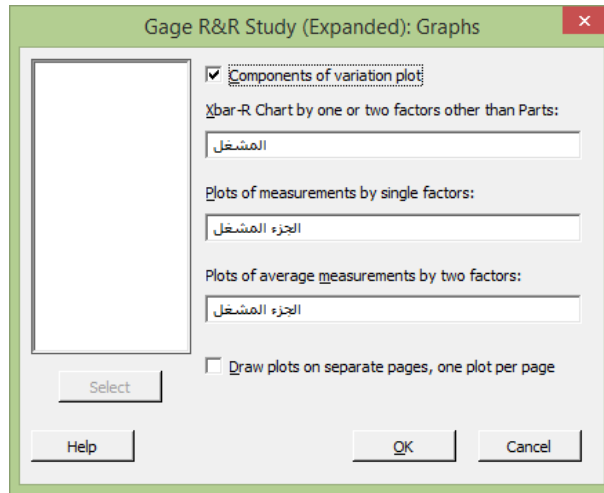 Gage R&R Study (Expanded): Graphs
Components of variation plot
Xbar-R Chart by one or two factors other than Parts:
المشغل
Plots of measurements by single factors:
الجزء المشغل
Plots of average measurements by two factors:
الجزء المشغل
Draw plots on separate pages, one plot per page
Select
Help
OK
Cancel